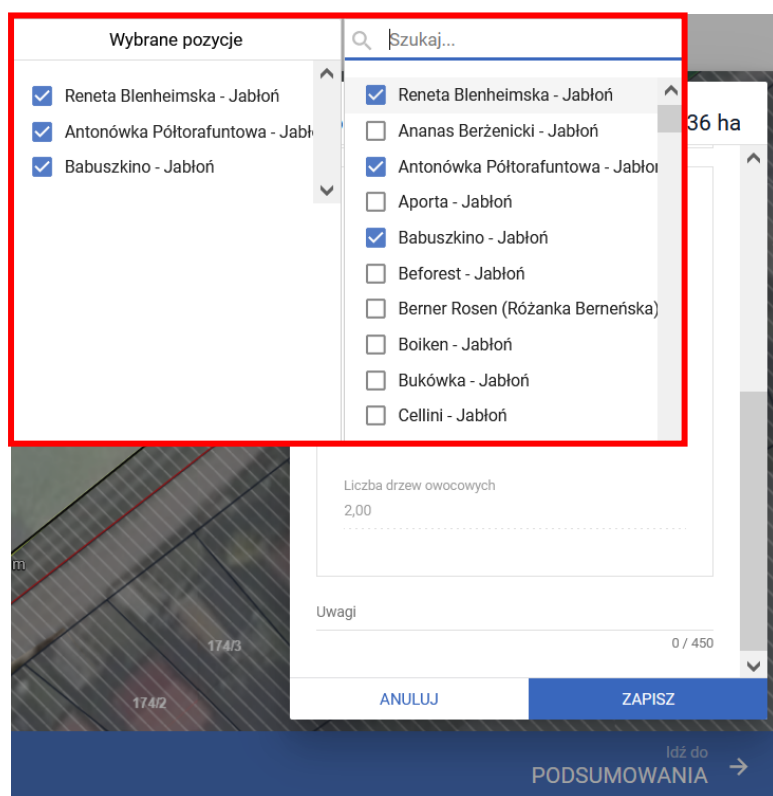 Wybrane pozycje
Reneta Blenheimska - Jabłoń
Antonówka Półtorafuntowa - Jabł
Babuszkino - Jabłoń
Szukaj...
Reneta Blenheimska - Jabłoń
Ananas Berżenicki - Jabłoń
Antonówka Półtorafuntowa - Jabłoń
Aporta - Jabłoń
Babuszkino - Jabłoń
Beforest - Jabłoń
Berner Rosen (Różanka Berneńska)
Boiken - Jabłoń
Bukówka - Jabłoń
Cellini - Jabłoń
36 ha
Liczba drzew owocowych
2,00
Uwagi
0 / 450
ANULUJ
ZAPISZ
m
174/3
174/2
Idź do
PODSUMOWANIA